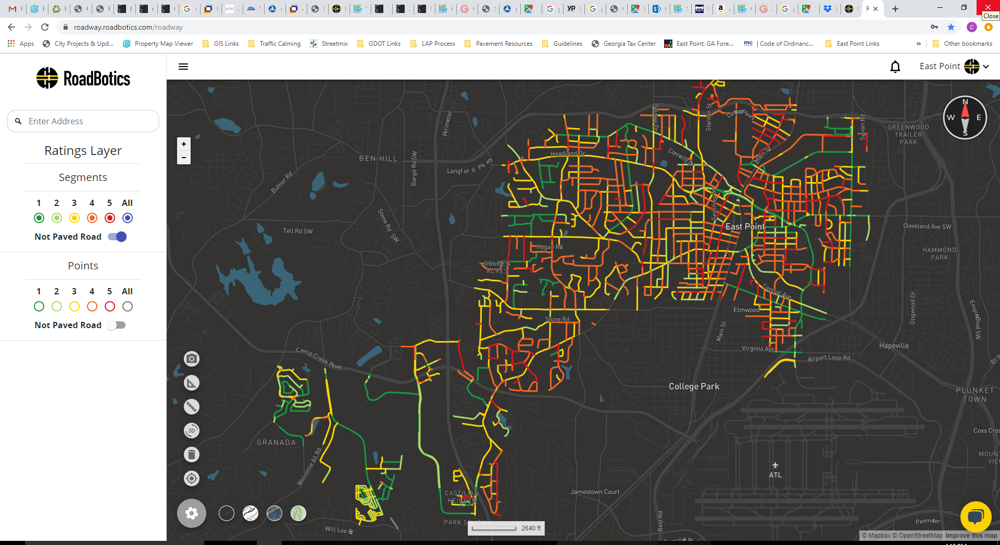 Close
roadway.roadbotics.com/roadway
Apps
City Projects & Upd...
Property Map Viewer
GIS Links
Traffic Calming
Streetmix
GDOT Links
LAP Process
Pavement Resources
Guidelines
Georgia Tax Center
East Point, GA Fore...
mc | Code of Ordinanc...
East Point Links
»
Other bookmarks
RoadBotics
East Point
Enter Address
Ratings Layer
Segments
1 2 3 4 5 All
Not Paved Road
Points
1 2 3 4 5 All
Not Paved Road
+
−
3D
N
W E
S
Perimeter
BEN HILL
Barge RdSW
Langford Pkwy
Butner Rd
Stone Rd SW
Tell Rd SW
Headland Dr
Delowe Dr
Stanton St
Langford Pkwy
Connally Dr
Main St
Sylvan Rd
GREENWOOD
TRAILER
PARK
Semmes St
East Point
Cleveland Ave SW
HAMMOND
PARK
Hogan Rd
GOLDEN
ACRES
Central Ave
Elmwood
Dogwood Dr
Empire Blvd SW
Stone Rd
Main St
Virginia Ave
Hapeville
Airport Loop Rd
Camp Creek Pkwy
College Park
PLUNKET
TOWN
Coxs Cros
GRANADA
Welcome All Rd
ATL
MOUNT
VIE
CASTILIAN
HEIGHTS
Jamestown Court
PARK SOUTH
Will Lee R
Best Rd
Riverdale R
Perimeter
2640 ft
© Mapbox © OpenStreetMap Improve this map